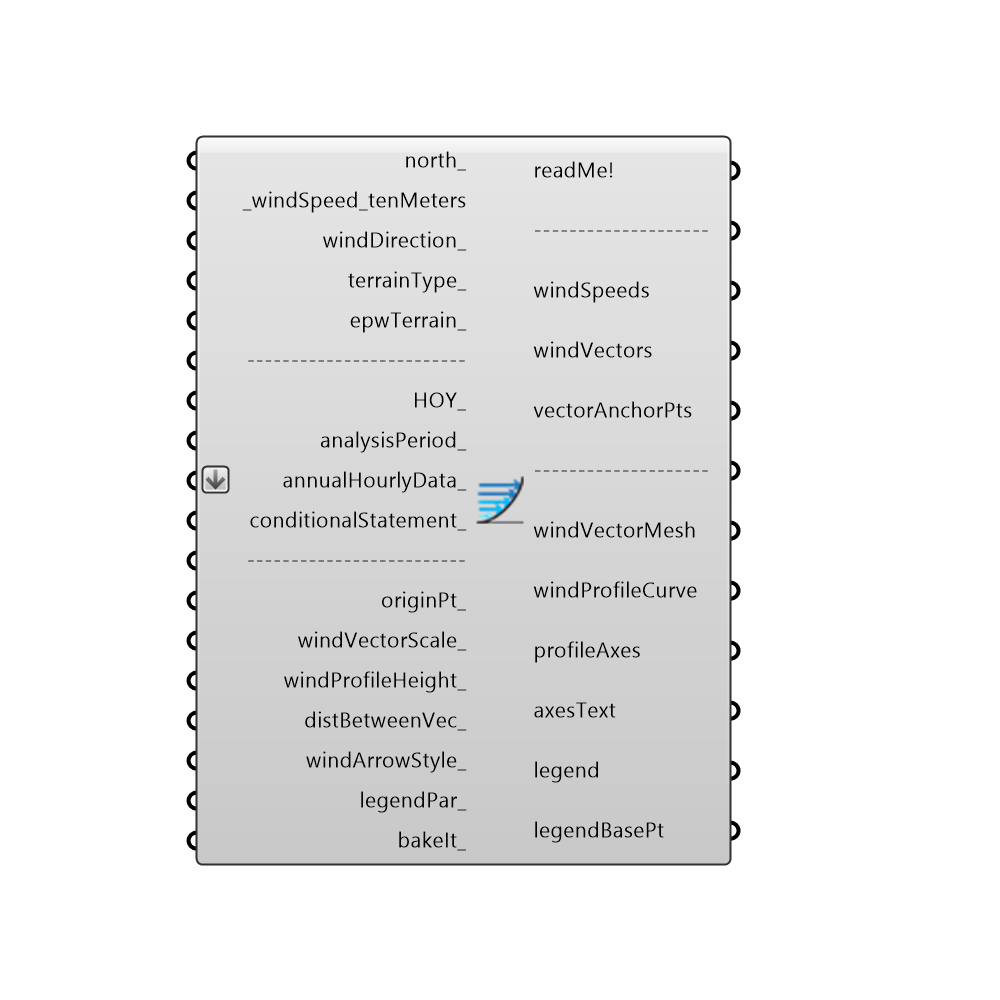 north_
_windSpeed_tenMeters
windDirection_
terrainType_
epwTerrain_
--------------------
HOY_
analysisPeriod_
annualHourlyData_
conditionalStatement_
--------------------
originPt_
windVectorScale_
windProfileHeight_
distBetweenVec_
windArrowStyle_
legendPar_
bakeIt_
readMe!
--------------------
windSpeeds
windVectors
vectorAnchorPts
--------------------
windVectorMesh
windProfileCurve
profileAxes
axesText
legend
legendBasePt